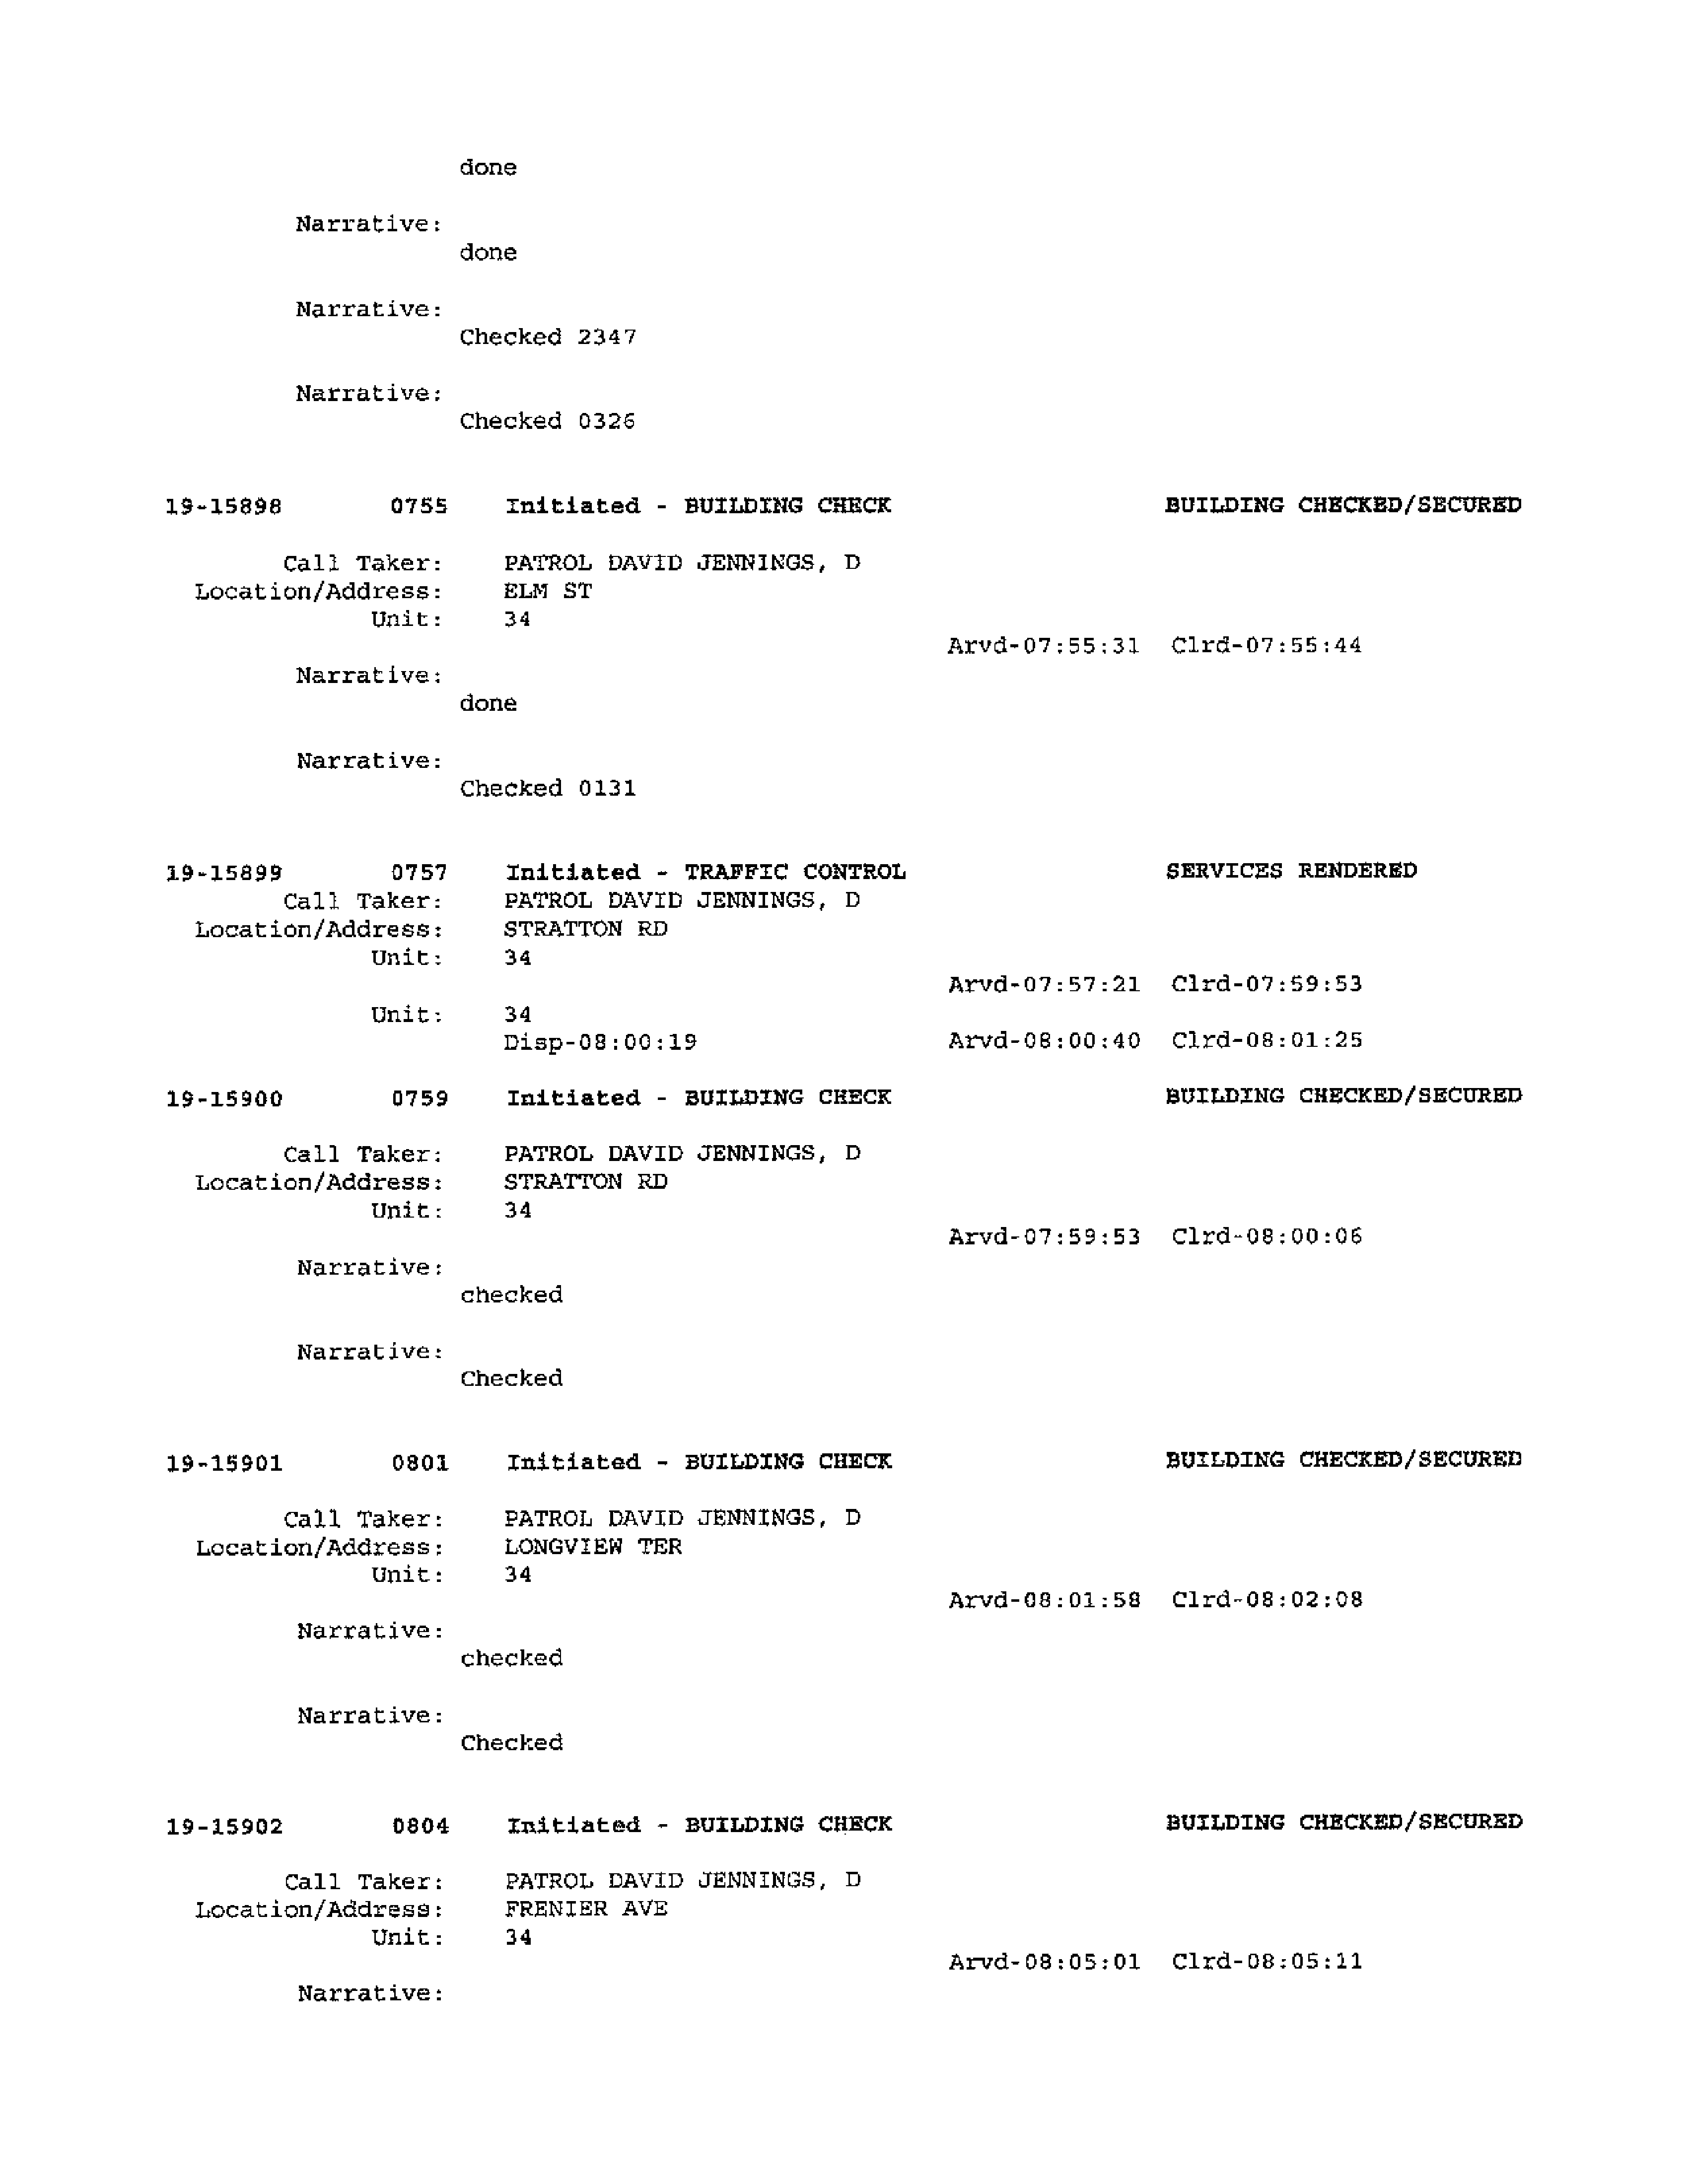 done
Narrative:
done
Narrative:
Checked 2347
Narrative:
Checked 0326
19-15898 0755 Initiated - BUILDING CHECK BUILDING CHECKED/SECURED
Call Taker: PATROL DAVID JENNINGS, D
Location/Address: ELM ST
Unit: 34
Arvd-07:55:31 Clrd-07:55:44
Narrative:
done
Narrative:
Checked 0131
19-15899 0757 Initiated - TRAFFIC CONTROL SERVICES RENDERED
Call Taker: PATROL DAVID JENNINGS, D
Location/Address: STRATTON RD
Unit: 34
Arvd-07:57:21 Clrd-07:59:53
Unit: 34
Disp-08:00:19 Arvd-08:00:40 Clrd-08:01:25
19-15900 0759 Initiated - BUILDING CHECK BUILDING CHECKED/SECURED
Call Taker: PATROL DAVID JENNINGS, D
Location/Address: STRATTON RD
Unit: 34
Arvd-07:59:53 Clrd-08:00:06
Narrative:
checked
Narrative:
Checked
19-15901 0801 Initiated - BUILDING CHECK BUILDING CHECKED/SECURED
Call Taker: PATROL DAVID JENNINGS, D
Location/Address: LONGVIEW TER
Unit: 34
Arvd-08:01:58 Clrd-08:02:08
Narrative:
checked
Narrative:
Checked
19-15902 0804 Initiated - BUILDING CHECK BUILDING CHECKED/SECURED
Call Taker: PATROL DAVID JENNINGS, D
Location/Address: FRENIER AVE
Unit: 34
Arvd-08:05:01 Clrd-08:05:11
Narrative: